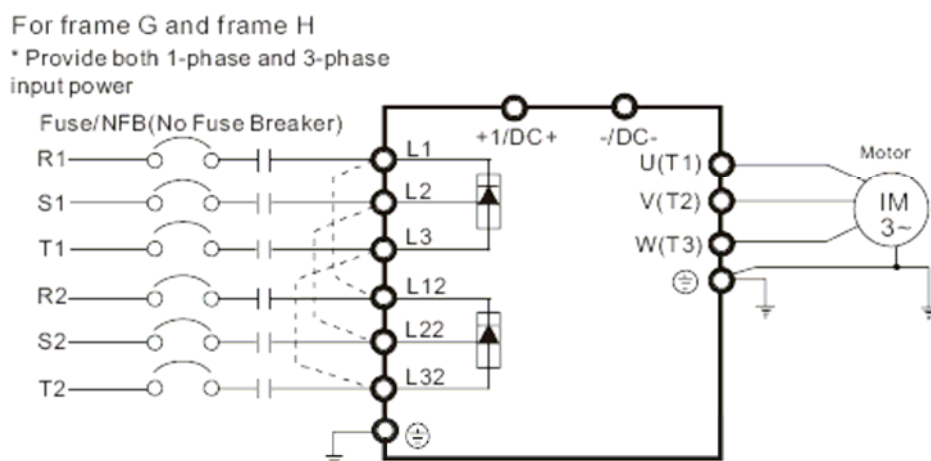 For frame G and frame H
* Provide both 1-phase and 3-phase
input power
Fuse/NFB(No Fuse Breaker)
+1/DC+
-/DC-
R1
L1
U(T1)
Motor
S1
L2
V(T2)
IM
3~
T1
L3
W(T3)
R2
L12
S2
L22
T2
L32